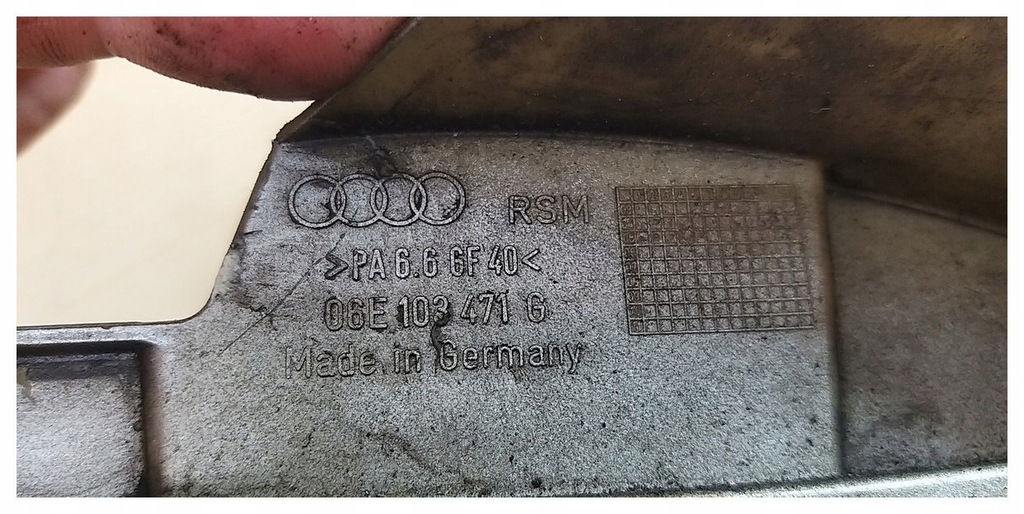 RSM
>PA 6.6 GF 40<
06E 103 471 G
Made in Germany